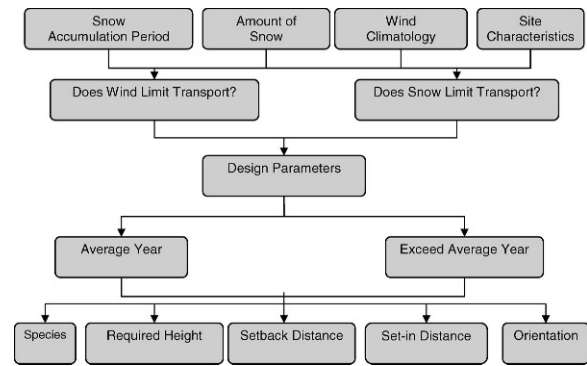 Snow
Accumulation Period
Amount of
Snow
Wind
Climatology
Site
Characteristics
Does Wind Limit Transport?
Does Snow Limit Transport?
Design Parameters
Average Year
Exceed Average Year
Species
Required Height
Setback Distance
Set-in Distance
Orientation